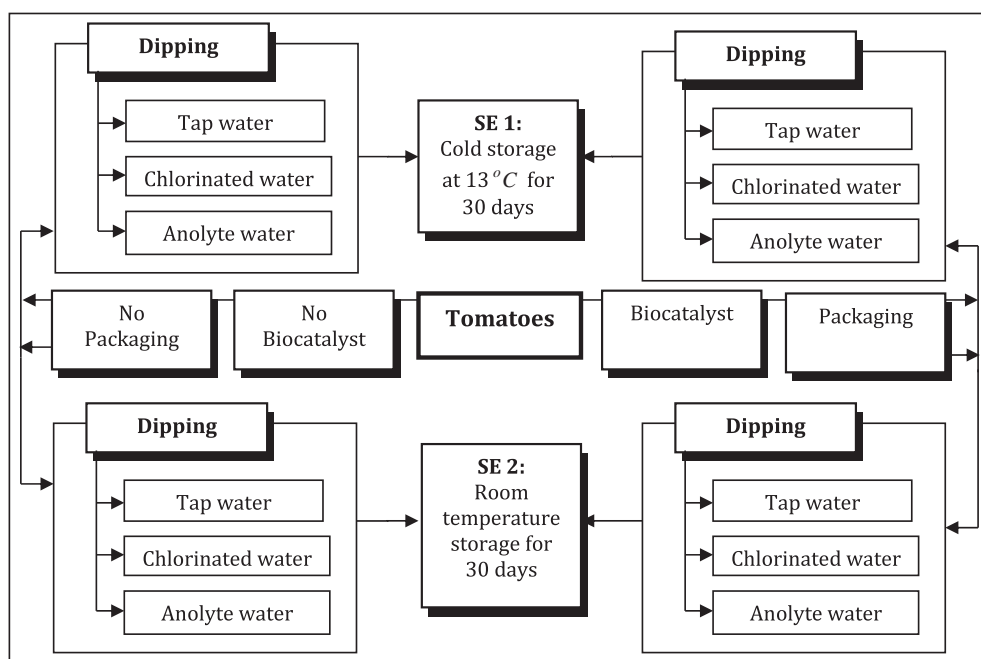 Dipping
Tap water
Chlorinated water
Anolyte water
SE 1:
Cold storage
at 13 °C for
30 days
Dipping
Tap water
Chlorinated water
Anolyte water
No
Packaging
No
Biocatalyst
Tomatoes
Biocatalyst
Packaging
Dipping
Tap water
Chlorinated water
Anolyte water
SE 2:
Room
temperature
storage for
30 days
Dipping
Tap water
Chlorinated water
Anolyte water